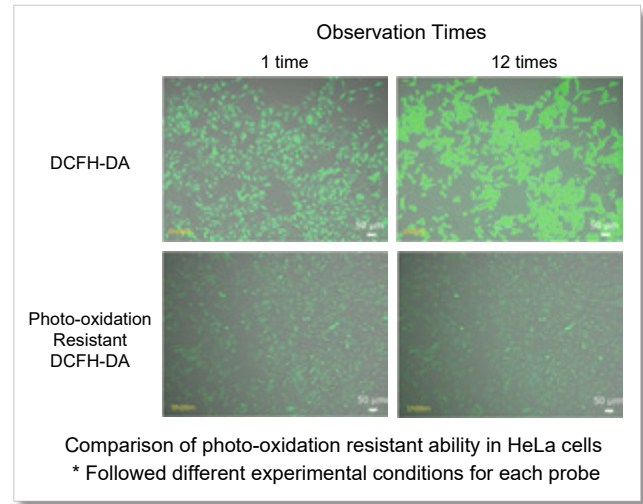 Observation Times
1 time
12 times
DCFH-DA
50 µm
50 µm
Photo-oxidation
Resistant
DCFH-DA
50 µm
50 µm
Comparison of photo-oxidation resistant ability in HeLa cells
* Followed different experimental conditions for each probe